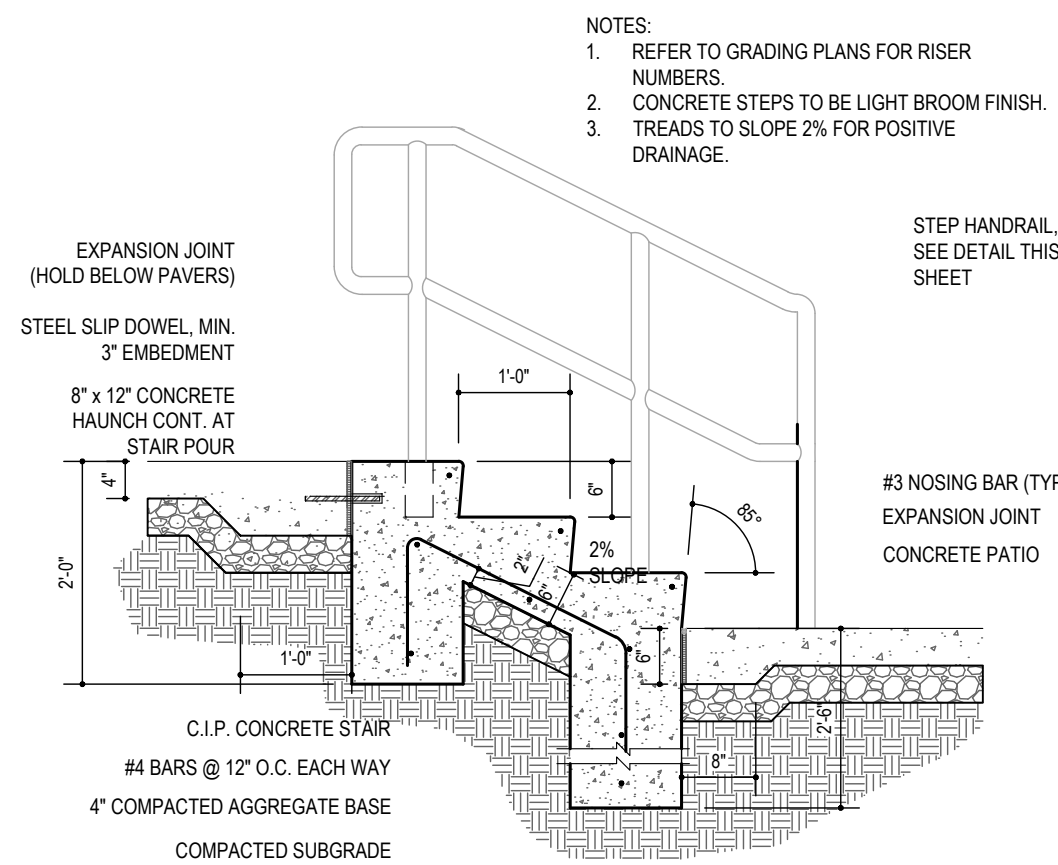 NOTES:
1. REFER TO GRADING PLANS FOR RISER
NUMBERS.
2. CONCRETE STEPS TO BE LIGHT BROOM FINISH.
3. TREADS TO SLOPE 2% FOR POSITIVE
DRAINAGE.
STEP HANDRAIL,
SEE DETAIL THIS
SHEET
EXPANSION JOINT
(HOLD BELOW PAVERS)
STEEL SLIP DOWEL, MIN.
3" EMBEDMENT
8" x 12" CONCRETE
HAUNCH CONT. AT
STAIR POUR
1'-0"
4"
6"
85°
#3 NOSING BAR (TYP
EXPANSION JOINT
CONCRETE PATIO
2'-0"
2%
SLOPE
2"
6"
6"
1'-0"
2'-6"
8"
C.I.P. CONCRETE STAIR
#4 BARS @ 12" O.C. EACH WAY
4" COMPACTED AGGREGATE BASE
COMPACTED SUBGRADE